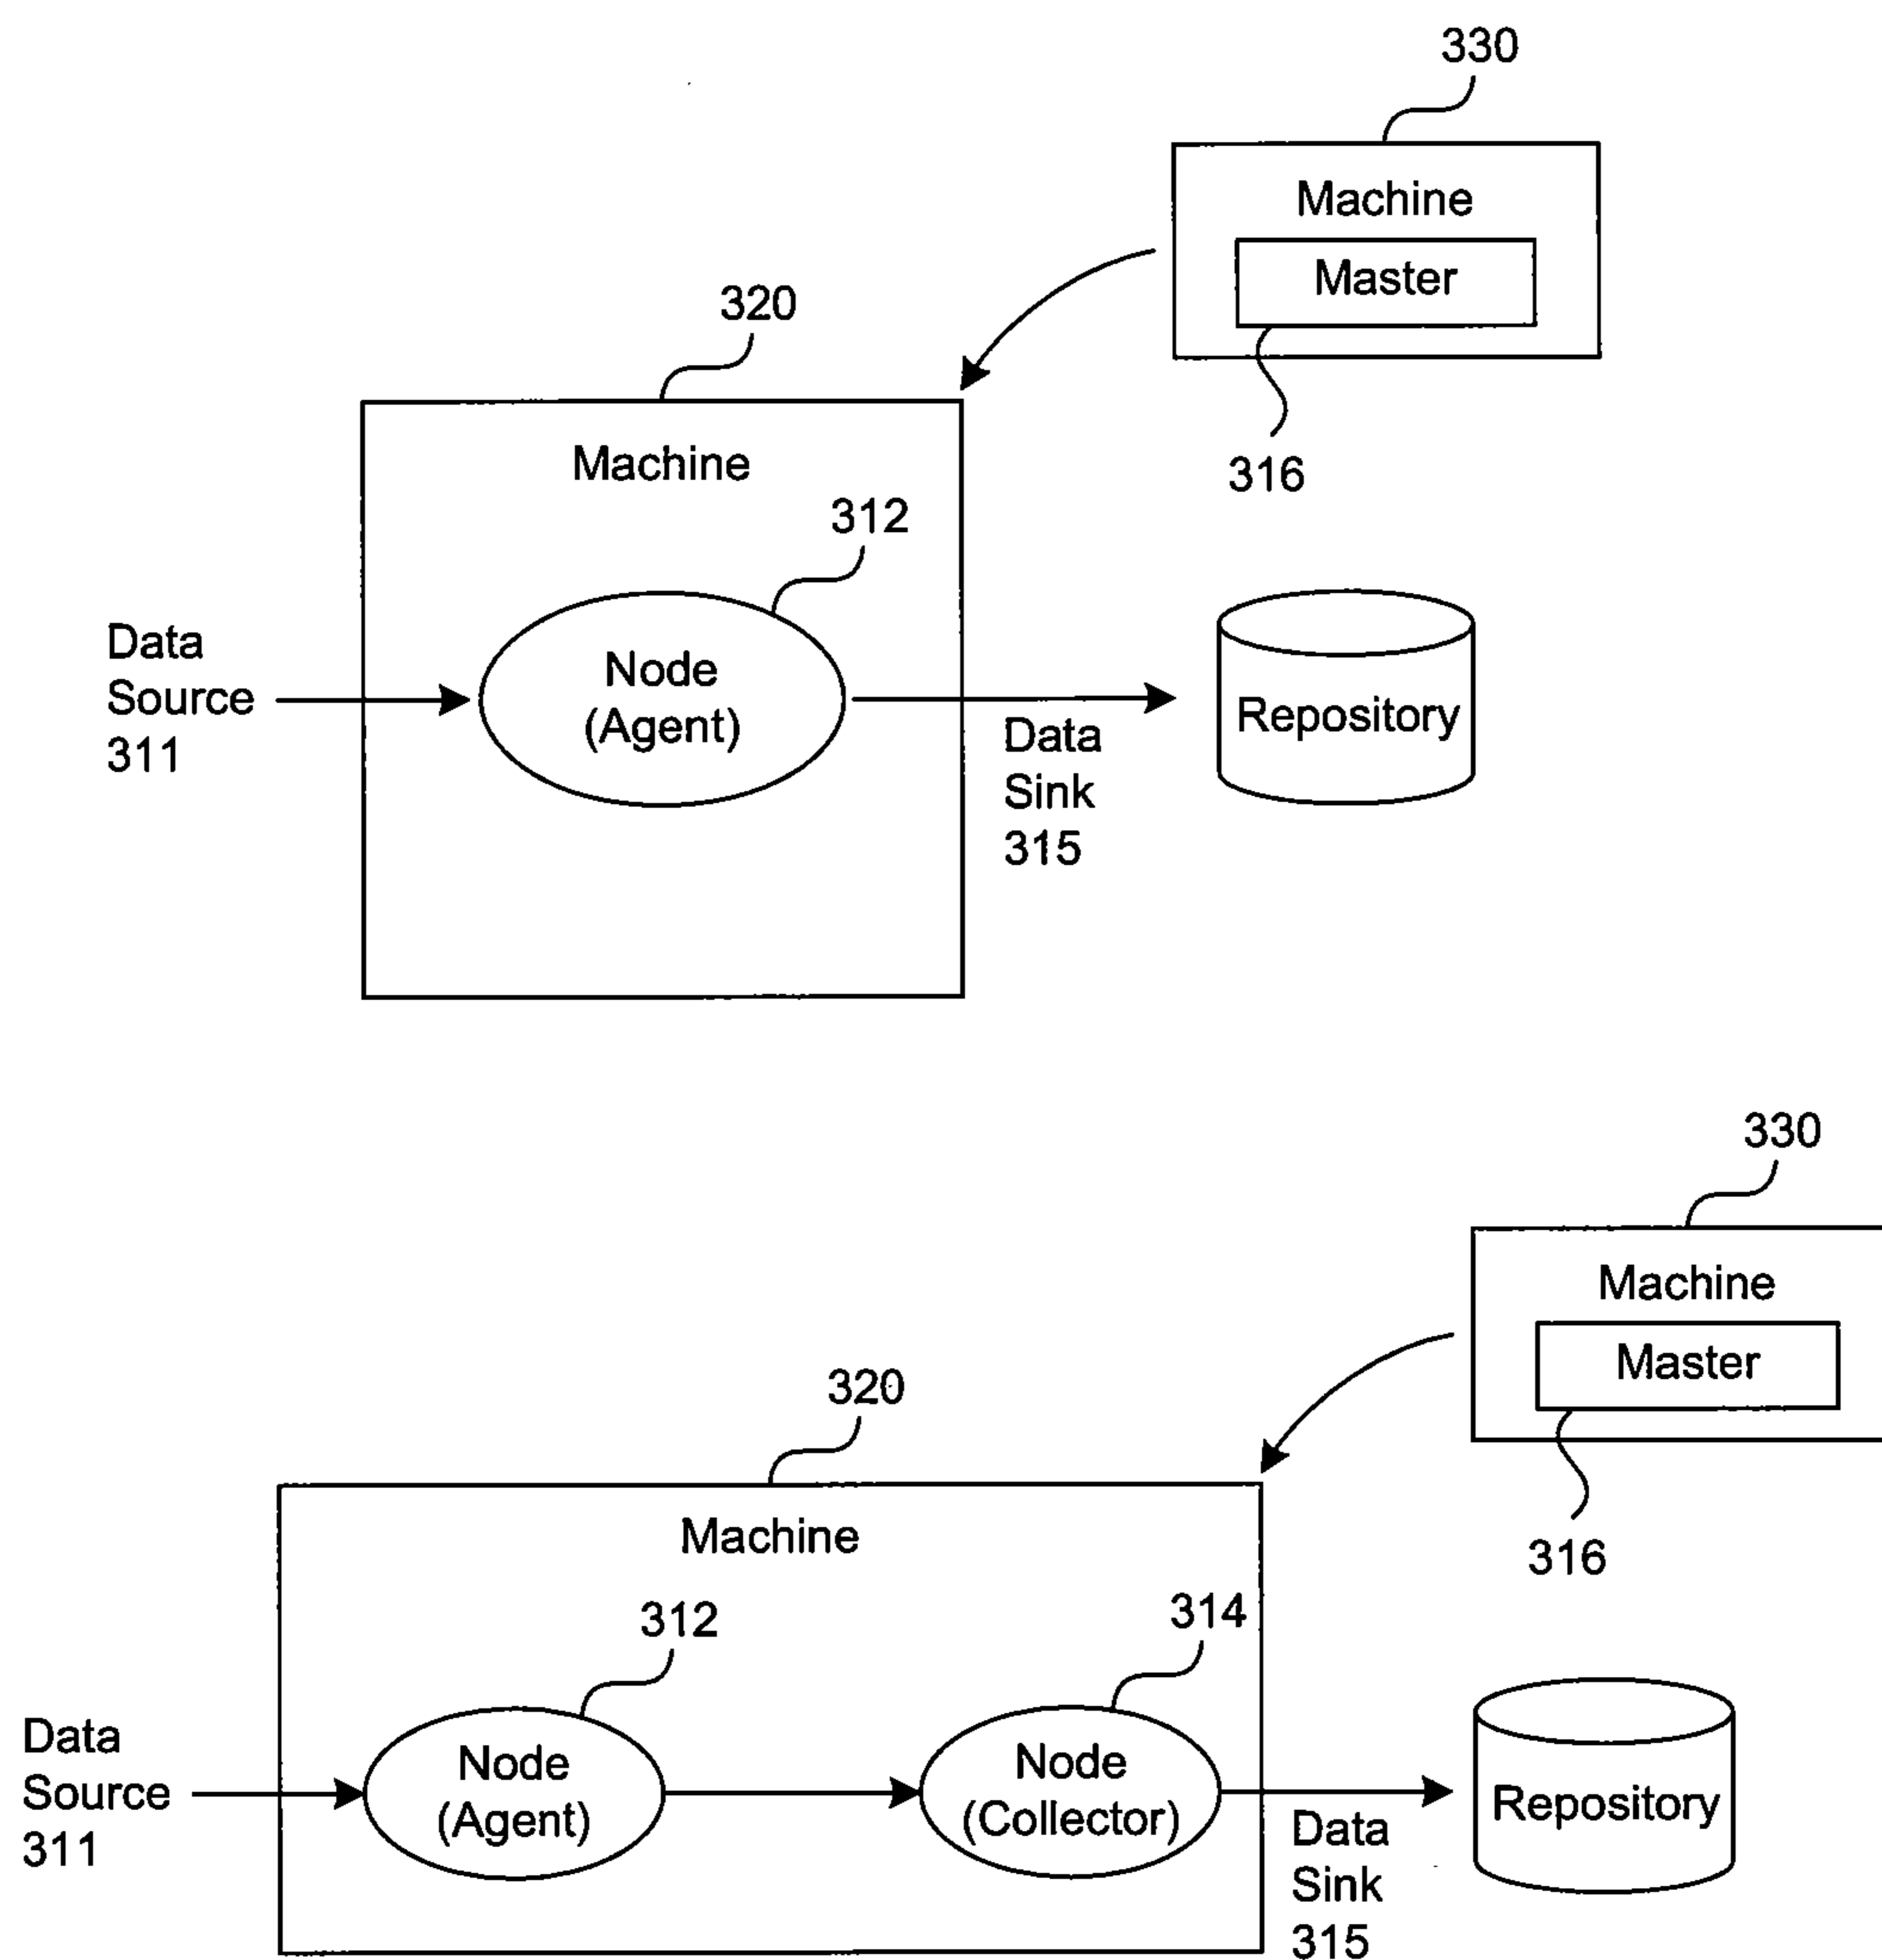 330
Machine
Master
316
320
Machine
312
Data
Source
311
Node
(Agent)
Data
Sink
315
Repository
330
Machine
Master
316
320
Machine
312
314
Data
Source
311
Node
(Agent)
Node
(Collector)
Data
Sink
315
Repository